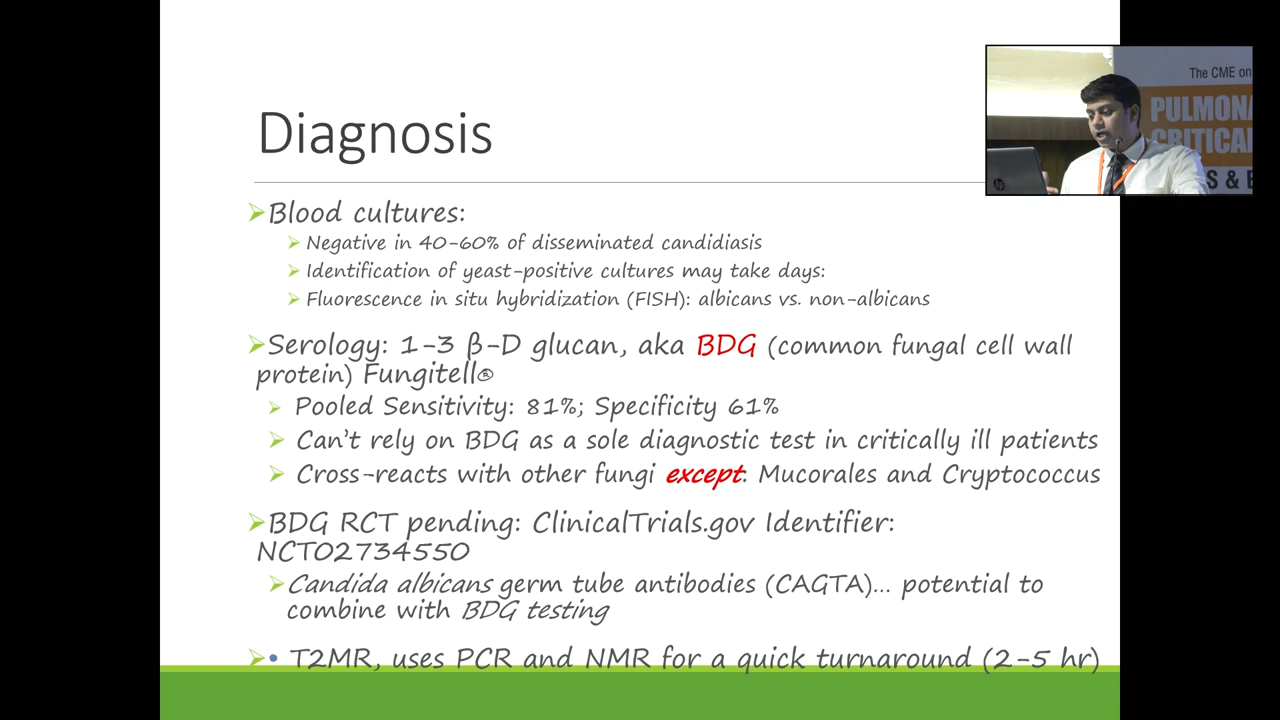 Diagnosis
➢Blood cultures:
➢Negative in 40-60% of disseminated candidiasis
➢Identification of yeast-positive cultures may take days:
➢Fluorescence in situ hybridization (FISH): albicans vs. non-albicans
➢Serology: 1-3 β-D glucan, aka BDG (common fungal cell wall
protein) Fungitell®
➢ Pooled Sensitivity: 81%; Specificity 61%
➢ Can't rely on BDG as a sole diagnostic test in critically ill patients
➢ Cross-reacts with other fungi except: Mucorales and Cryptococcus
➢BDG RCT pending: ClinicalTrials.gov Identifier:
NCT02734550
➢Candida albicans germ tube antibodies (CAGTA)... potential to
combine with BDG testing
➢• T2MR, uses PCR and NMR for a quick turnaround (2-5 hr)
The CME on
PULMONA
CRITICAL
S & E
hp